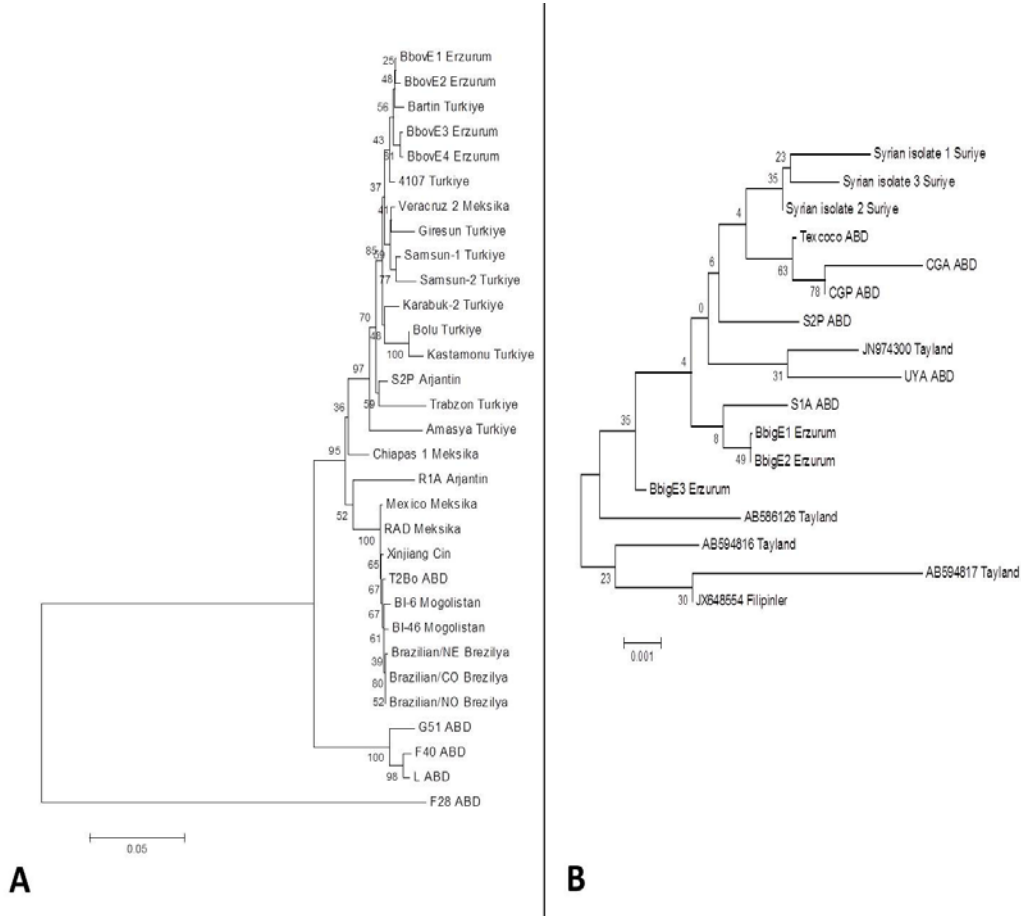 BbovE1 Erzurum
25
BbovE2 Erzurum
48
Bartin Turkiye
56
BbovE3 Erzurum
43
BbovE4 Erzurum
4107 Turkiye
37
Veracruz 2 Meksika
41
Giresun Turkiye
Samsun-1 Turkiye
85
59
Samsun-2 Turkiye
77
Karabuk-2 Turkiye
70
Bolu Turkiye
48
Kastamonu Turkiye
100
S2P Arjantin
97
Trabzon Turkiye
59
Amasya Turkiye
36
Chiapas 1 Meksika
95
R1A Arjantin
Mexico Meksika
52
RAD Meksika
100
Xinjiang Cin
65
T2Bo ABD
67
BI-6 Mogolistan
67
BI-46 Mogolistan
61
Brazilian/NE Brezilya
39
Brazilian/CO Brezilya
80
Brazilian/NO Brezilya
52
G51 ABD
100
F40 ABD
98
L ABD
F28 ABD
0.05
A
Syrian isolate 1 Suriye
23
Syrian isolate 3 Suriye
35
Syrian isolate 2 Suriye
4
Texcoco ABD
6
63
CGA ABD
78
CGP ABD
0
S2P ABD
JN974300 Tayland
4
31
UYA ABD
S1A ABD
35
8
BbigE1 Erzurum
49
BbigE2 Erzurum
BbigE3 Erzurum
AB586126 Tayland
AB594816 Tayland
23
AB594817 Tayland
30
JX648554 Filipinler
0.001
B